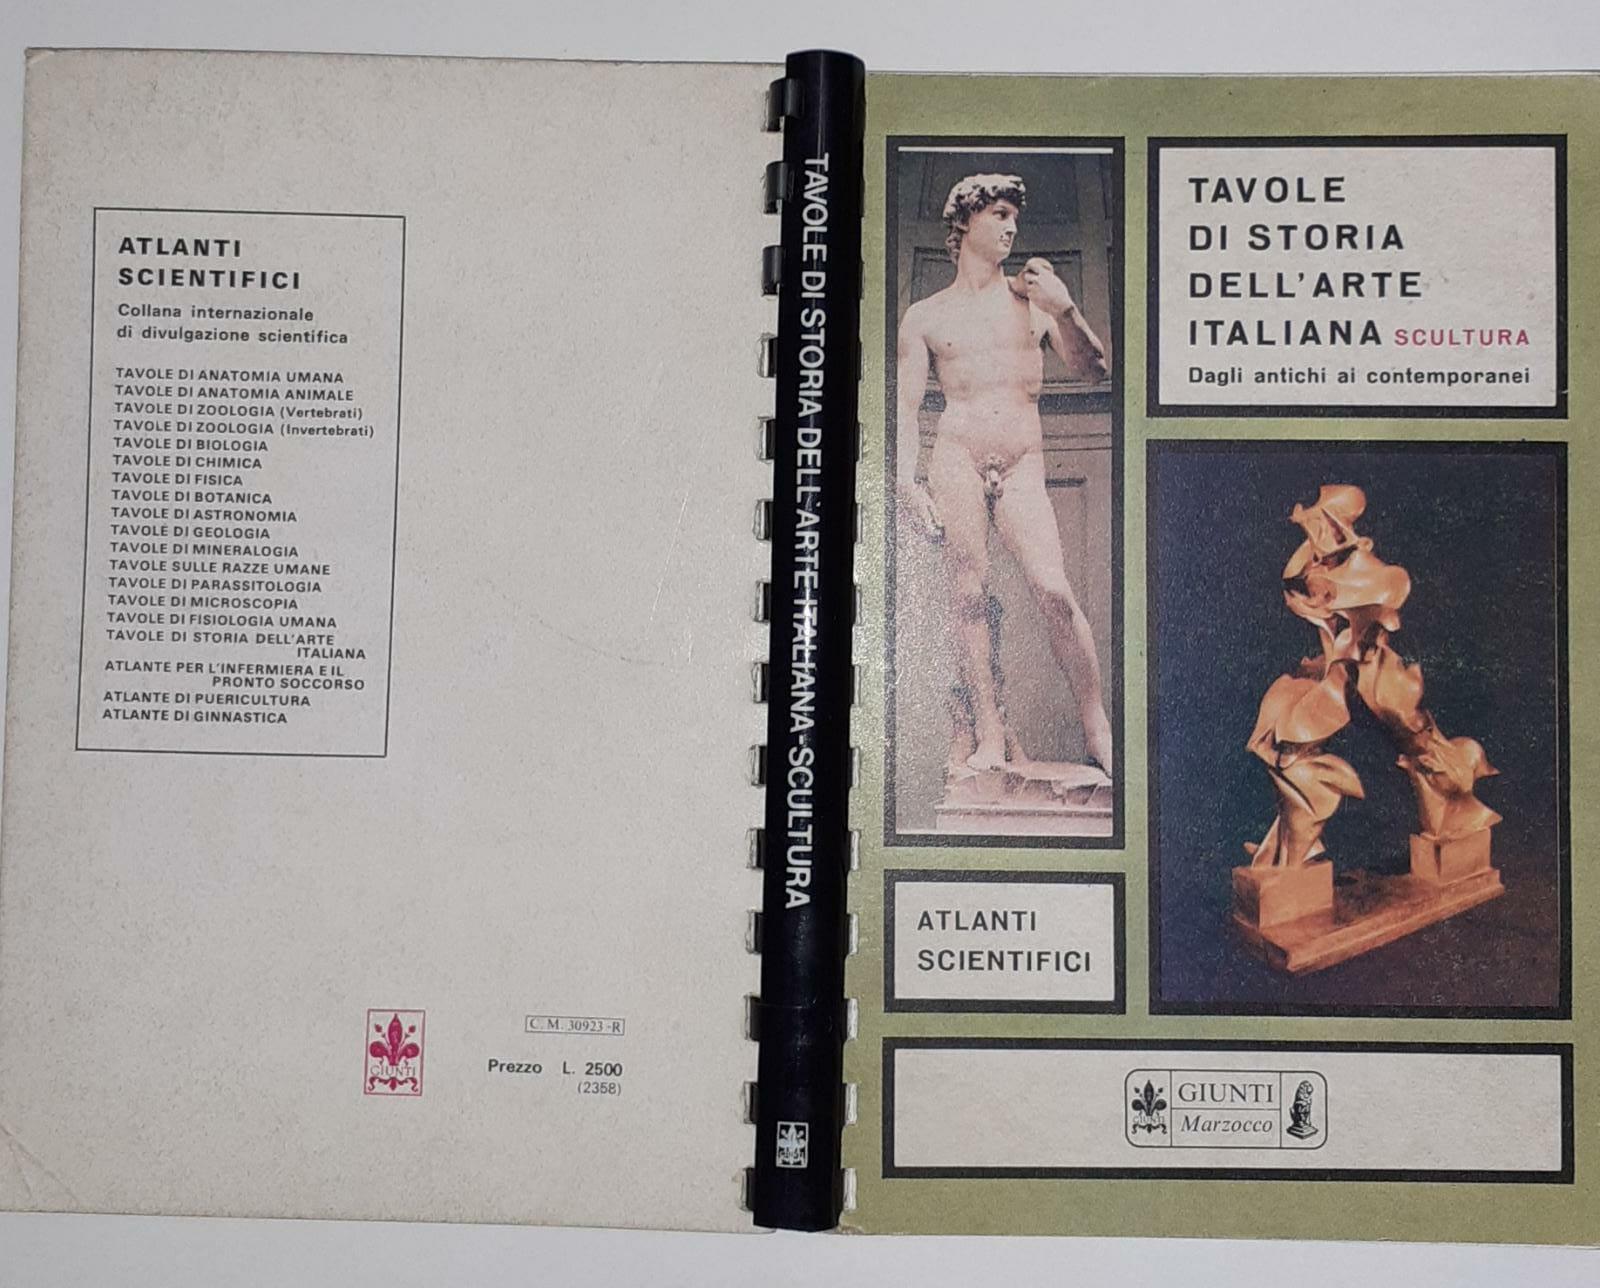 ATLANTI
SCIENTIFICI
Collana internazionale
di divulgazione scientifica
TAVOLE DI ANATOMIA UMANA
TAVOLE DI ANATOMIA ANIMALE
TAVOLE DI ZOOLOGIA (Vertebrati)
TAVOLE DI ZOOLOGIA (Invertebrati)
TAVOLE DI BIOLOGIA
TAVOLE DI CHIMICA
TAVOLE DI FISICA
TAVOLE DI BOTANICA
TAVOLE DI ASTRONOMIA
TAVOLE DI GEOLOGIA
TAVOLE DI MINERALOGIA
TAVOLE SULLE RAZZE UMANE
TAVOLE DI PARASSITOLOGIA
TAVOLE DI MICROSCOPIA
TAVOLE DI FISIOLOGIA UMANA
TAVOLE DI STORIA DELL'ARTE
ITALIANA
ATLANTE PER L'INFERMIERA E IL
PRONTO SOCCORSO
ATLANTE DI PUERICULTURA
ATLANTE DI GINNASTICA
GIUNTI
C. M. 30923-R
Prezzo L. 2500
(2358)
TAVOLE DI STORIA DELL'ARTE ITALIANA-SCULTURA
TAVOLE
DI STORIA
DELL'ARTE
ITALIANA SCULTURA
Dagli antichi ai contemporanei
ATLANTI
SCIENTIFICI
GIUNTI
GIUNTI
Marzocco